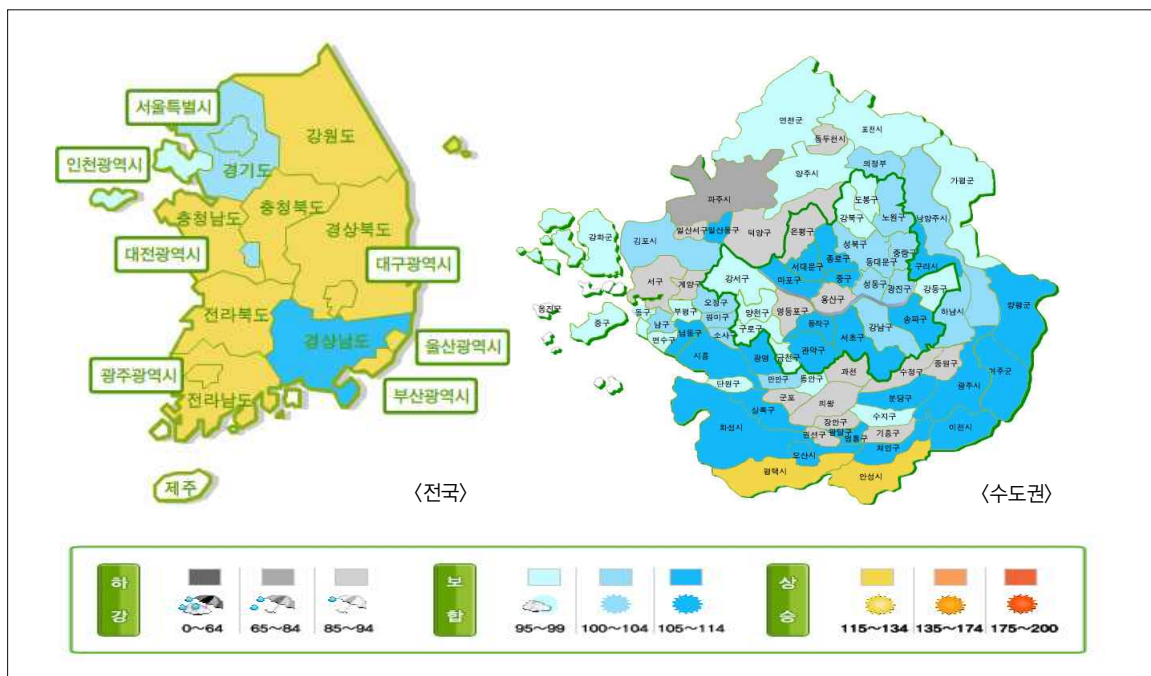 서울특별시
인천광역시
강원도
경기도
충청남도
충청북도
경상북도
대전광역시
대구광역시
전라북도
경상남도
울산광역시
광주광역시
전라남도
부산광역시
제주
〈전국〉
연천군
포천시
동두천시
가평군
양주시
의정부
파주시
도봉구
강북구
노원구
남양주시
일산서구
일산동구
덕양구
은평구
강화군
김포시
성북구
종로구
중랑구
동대문구
서대문구
구리시
마포구
중구
성동구
광진구
강동구
양평군
서구
계양구
강서구
용산구
하남시
옹진군
중구
동구
부평구
오정구
원미구
양천구
영등포구
동작구
강남구
송파구
서초구
남구
연수구
남동구
소사구
구로구
금천구
관악구
시흥
광명
만안구
동안구
과천
수정구
중원구
광주시
여주군
단원구
상록구
군포
의왕
분당구
수지구
화성시
장안구
권선구
팔달구
영통구
기흥구
이천시
오산시
처인구
평택시
안성시
〈수도권〉
하강
0~64
65~84
85~94
보합
95~99
100~104
105~114
상승
115~134
135~174
175~200